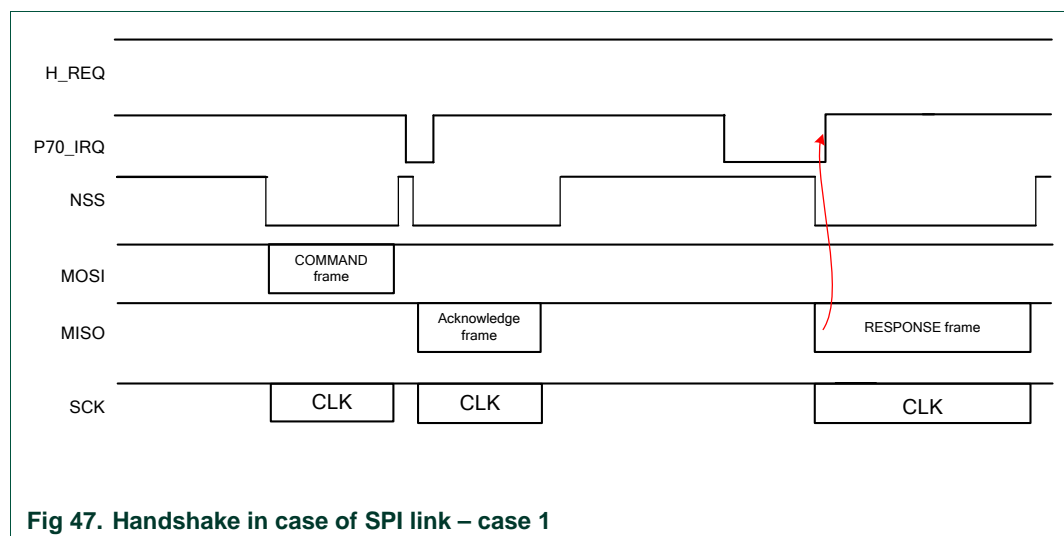 H_REQ
P70_IRQ
NSS
MOSI
COMMAND
frame
MISO
Acknowledge
frame
RESPONSE frame
SCK
CLK
CLK
CLK
Fig 47. Handshake in case of SPI link – case 1